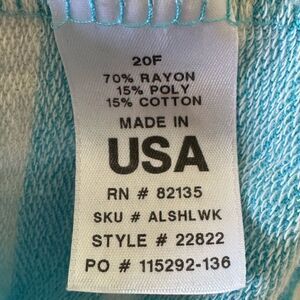 20F
70% RAYON
15% POLY
15% COTTON
MADE IN
USA
RN # 82135
SKU # ALSHLWK
STYLE # 22822
PO # 115292-136